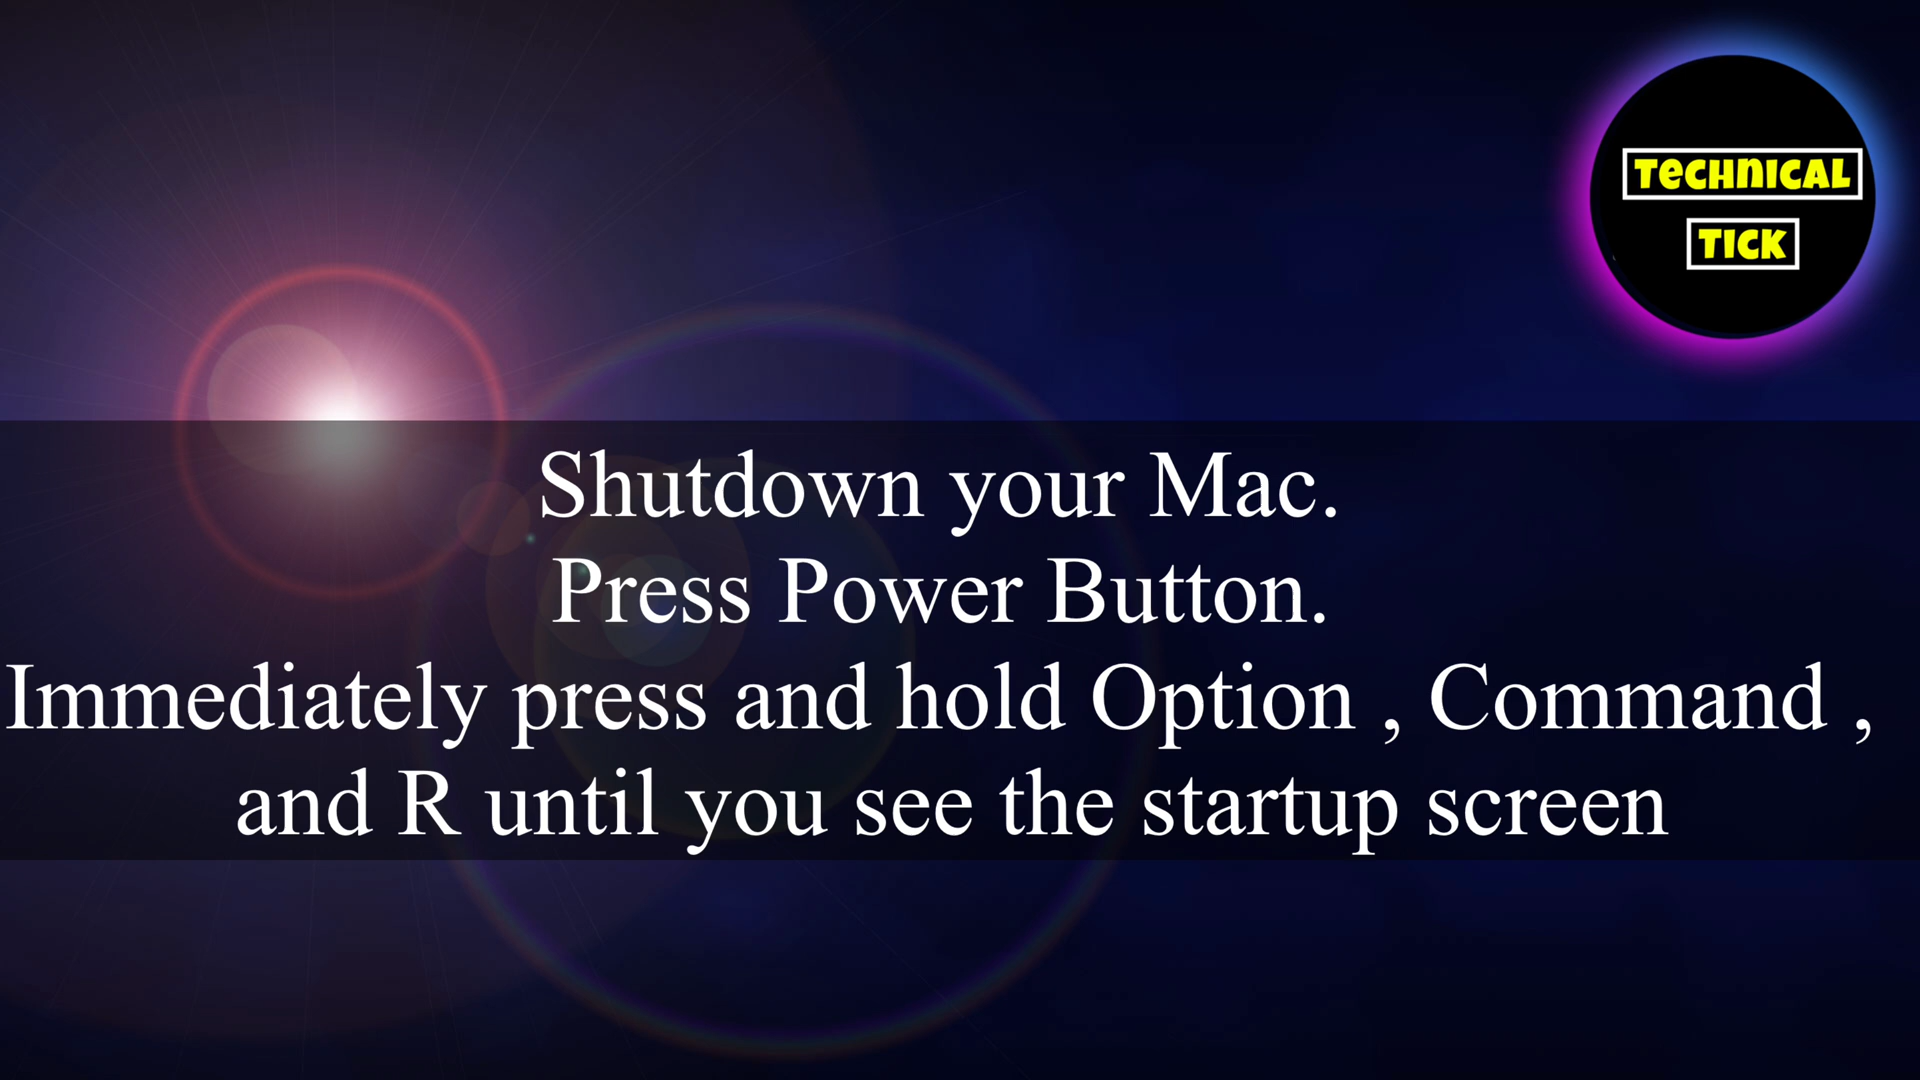 TECHNICAL
TICK
Shutdown your Mac.
Press Power Button.
Immediately press and hold Option , Command ,
and R until you see the startup screen